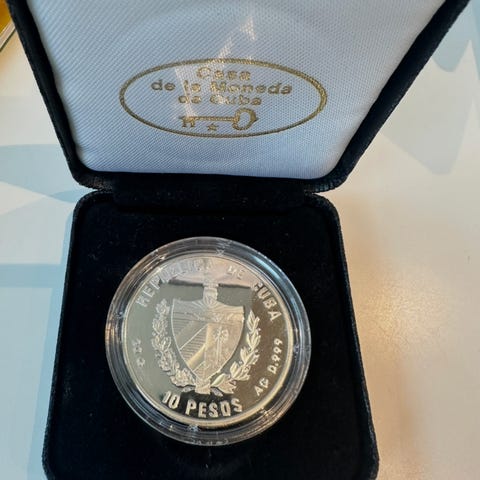 Casa
de la Moneda
de Cuba
REPUBLICA DE CUBA
AG 0.999
10 PESOS